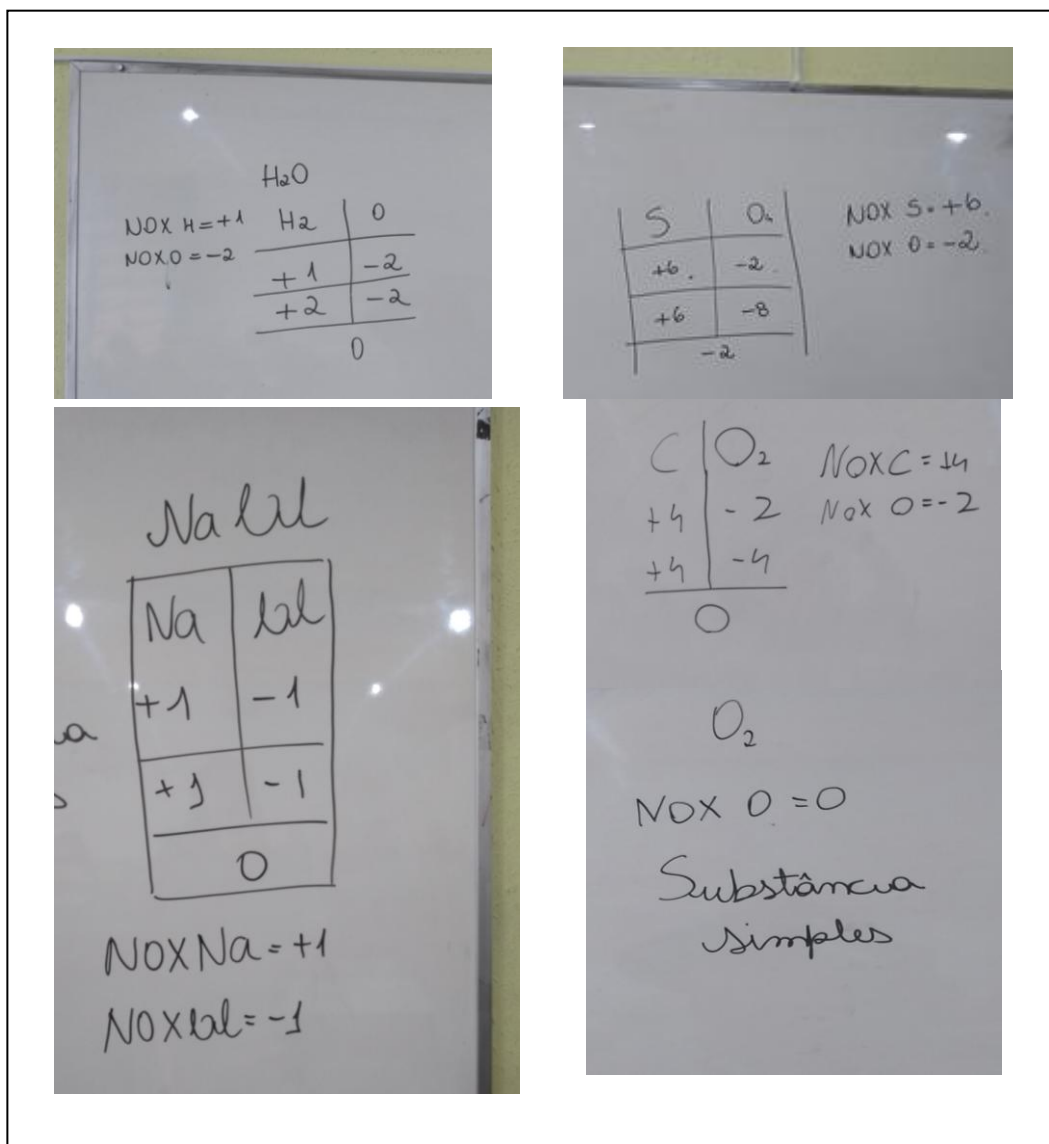 H₂O
NOX H = +1
NOX O = -2
H₂ | O
+1 | -2
+2 | -2
0
S | O₄
+6. | -2.
+6 | -8
-2
NOX S = +6.
NOX O = -2.
Na Cl
Na | Cl
+1 | -1
+1 | -1
0
NOX Na = +1
NOX Cl = -1
a
C | O₂
+4 | -2
+4 | -4
0
NOX C = +4
NOX O = -2
O₂
NOX O = 0
Substância
simples